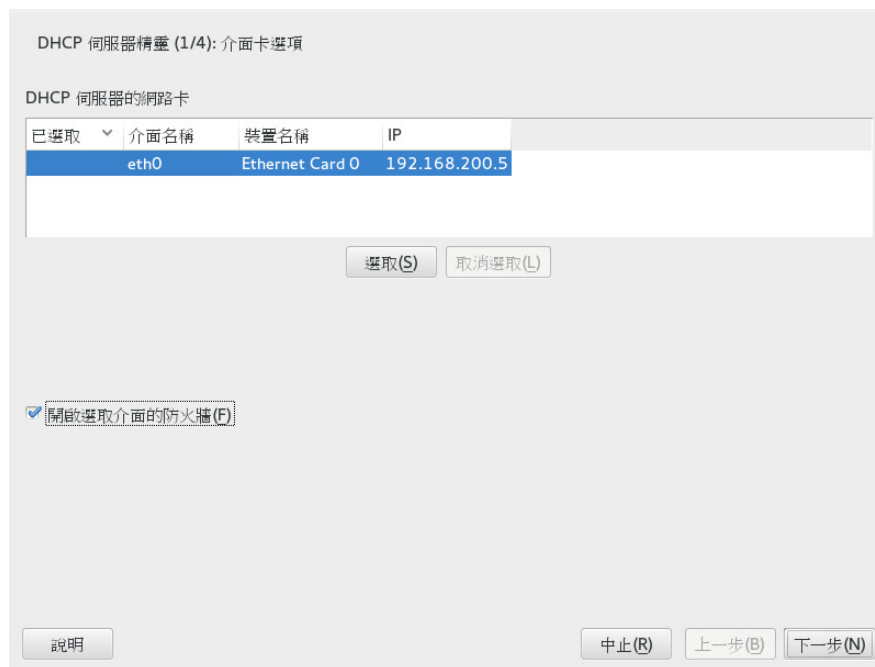 DHCP 伺服器精靈 (1/4): 介面卡選項
DHCP 伺服器的網路卡
已選取 介面名稱 裝置名稱 IP
eth0 Ethernet Card 0 192.168.200.5
選取(S) 取消選取(L)
開啟選取介面的防火牆(F)
說明 中止(R) 上一步(B) 下一步(N)